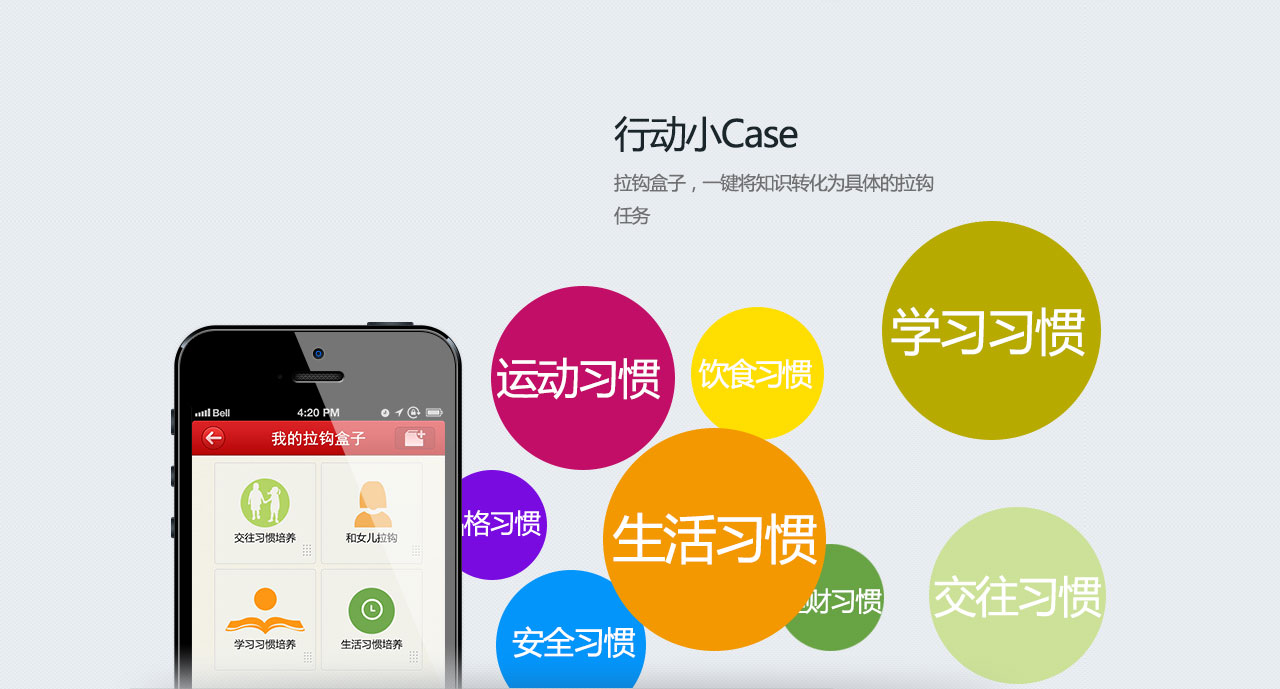 行动小Case
拉钩盒子，一键将知识转化为具体的拉钩
任务
学习习惯
运动习惯
饮食习惯
格习惯
生活习惯
财习惯
交往习惯
安全习惯
Bell
4:20 PM
我的拉钩盒子
交往习惯培养
和女儿拉钩
学习习惯培养
生活习惯培养